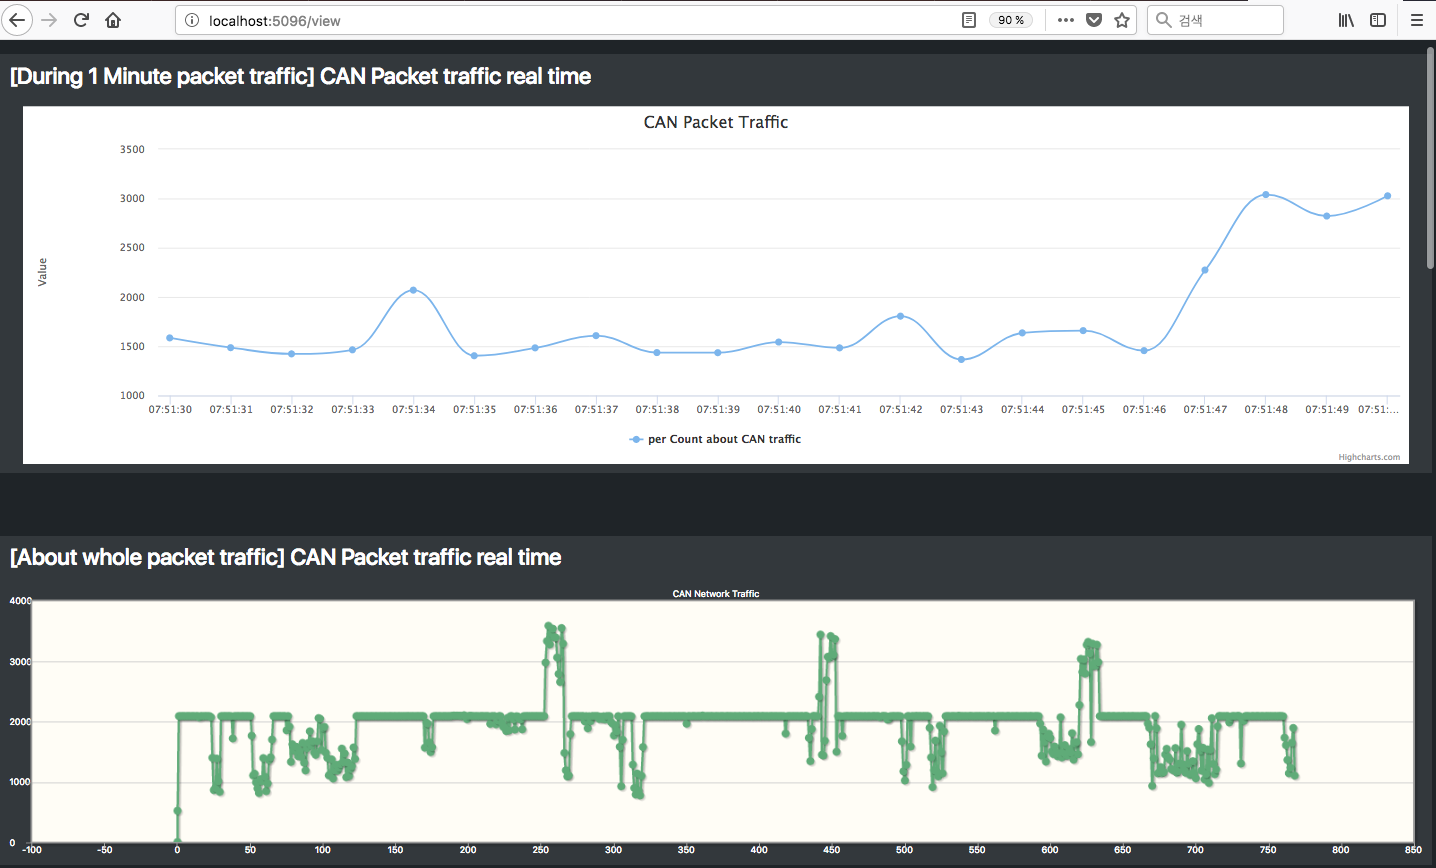 localhost:5096/view
90 %
검색
[During 1 Minute packet traffic] CAN Packet traffic real time
CAN Packet Traffic
3500
3000
2500
2000
1500
1000
Value
07:51:30 07:51:31 07:51:32 07:51:33 07:51:34 07:51:35 07:51:36 07:51:37 07:51:38 07:51:39 07:51:40 07:51:41 07:51:42 07:51:43 07:51:44 07:51:45 07:51:46 07:51:47 07:51:48 07:51:49 07:51:...
per Count about CAN traffic
Highcharts.com
[About whole packet traffic] CAN Packet traffic real time
CAN Network Traffic
4000
3000
2000
1000
0
-100 -50 0 50 100 150 200 250 300 350 400 450 500 550 600 650 700 750 800 850